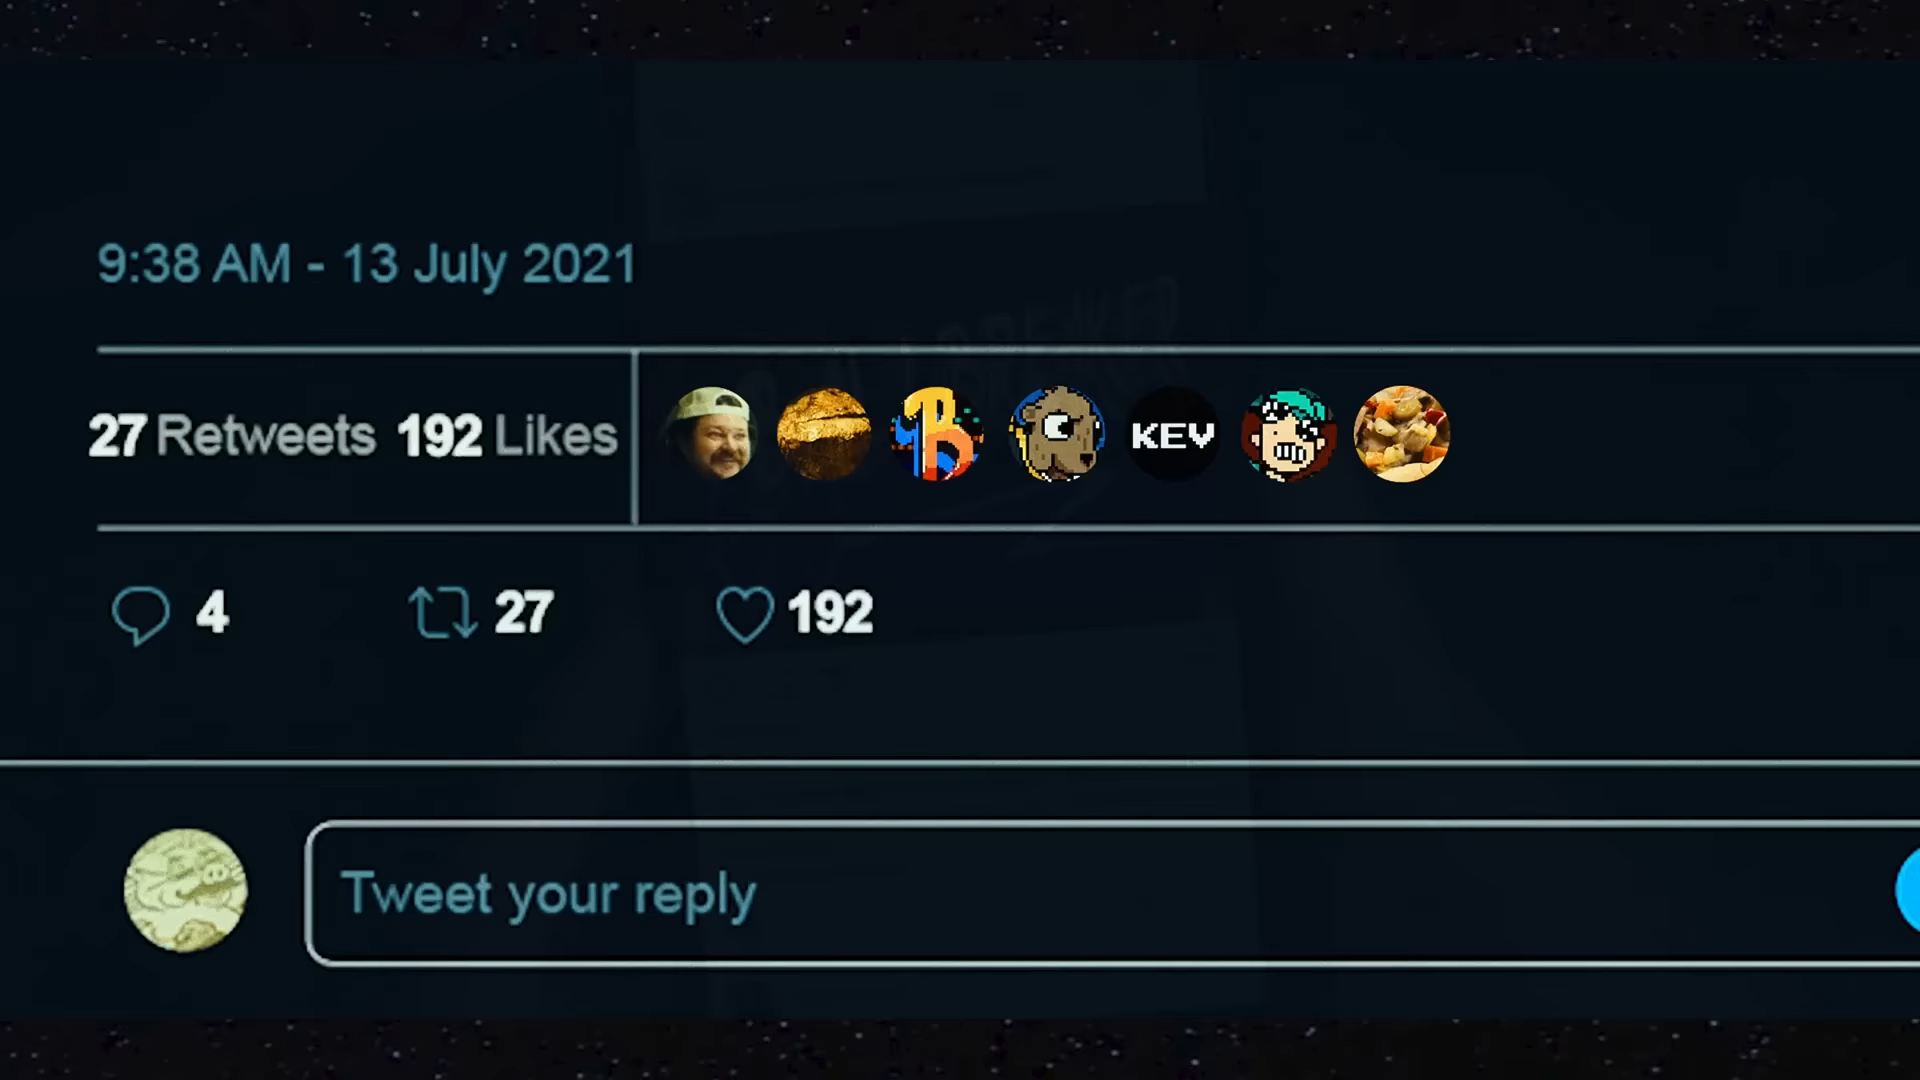 9:38 AM - 13 July 2021
27 Retweets 192 Likes
KEV
4 27 192
Tweet your reply